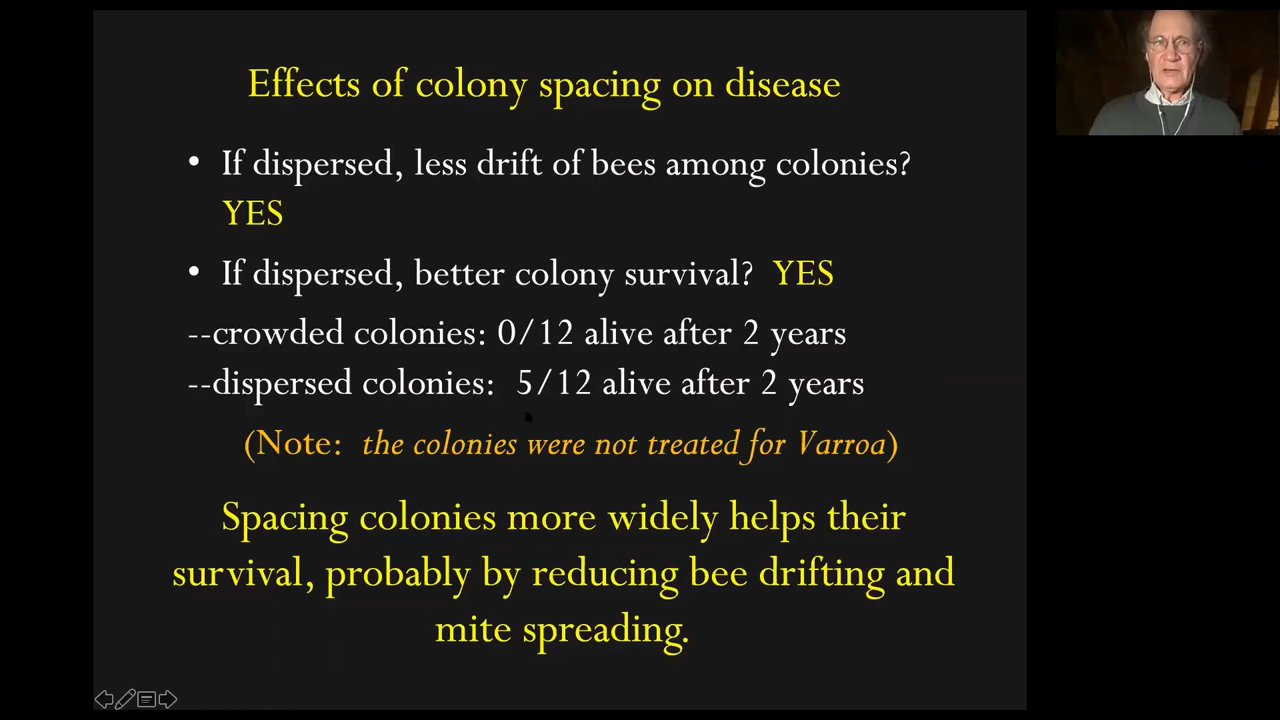 Effects of colony spacing on disease
• If dispersed, less drift of bees among colonies?
YES
• If dispersed, better colony survival? YES
--crowded colonies: 0/12 alive after 2 years
--dispersed colonies: 5/12 alive after 2 years
(Note: the colonies were not treated for Varroa)
Spacing colonies more widely helps their
survival, probably by reducing bee drifting and
mite spreading.